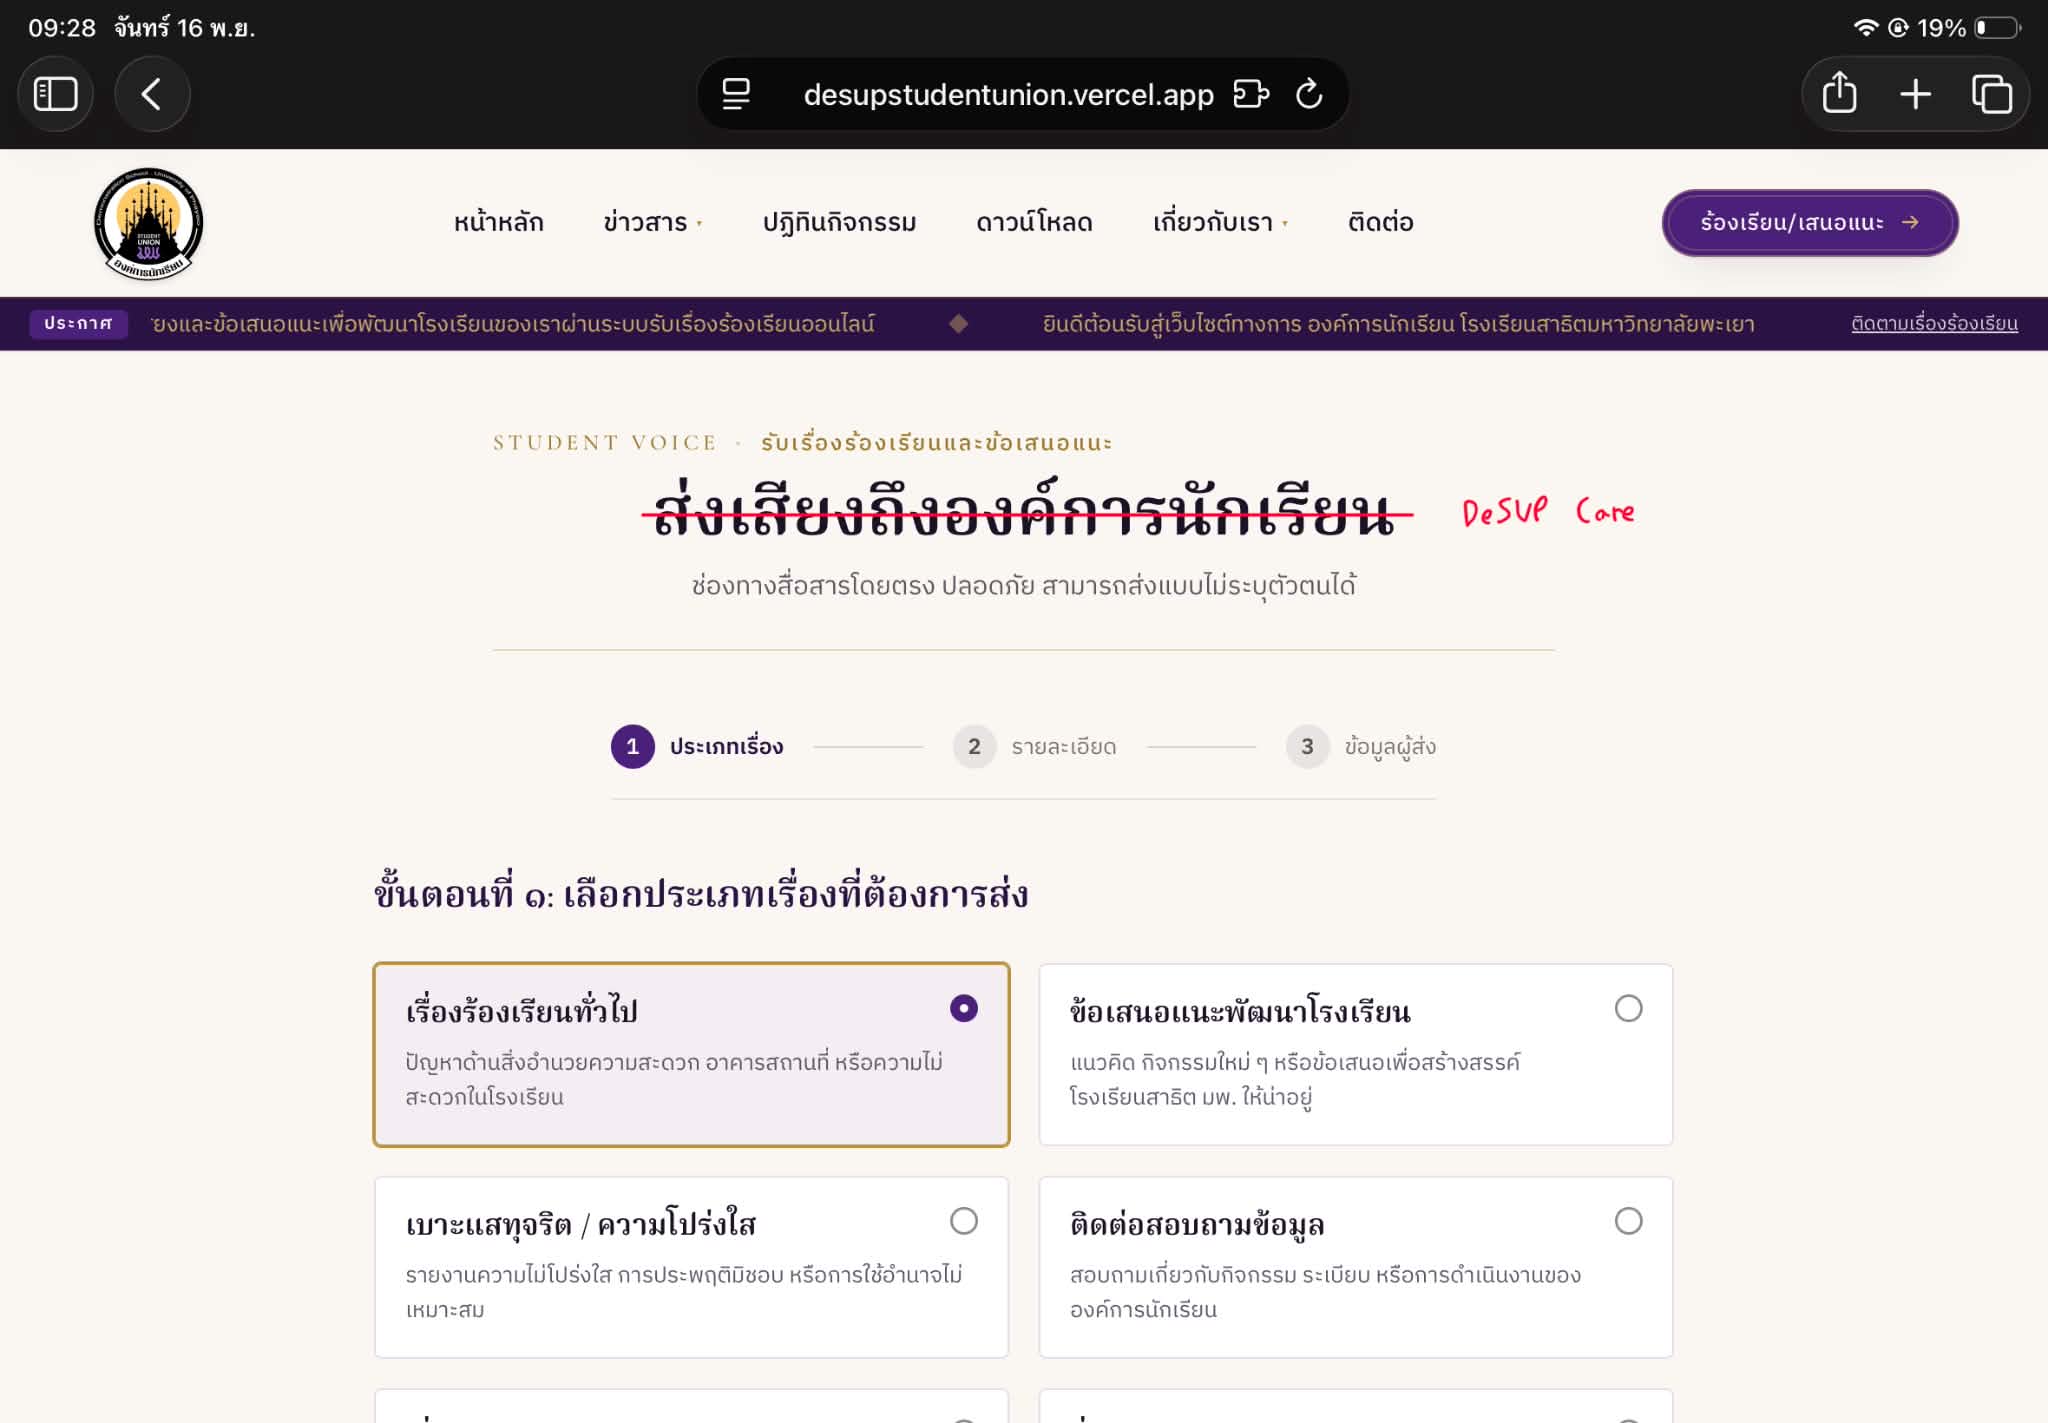 09:28 จันทร์ 16 พ.ย.
19%
desupstudentunion.vercel.app
Demonstration School · University of Phayao
STUDENT
UNION
องค์การนักเรียน
หน้าหลัก ข่าวสาร ปฏิทินกิจกรรม ดาวน์โหลด เกี่ยวกับเรา ติดต่อ
ร้องเรียน/เสนอแนะ →
ประกาศ ยงและข้อเสนอแนะเพื่อพัฒนาโรงเรียนของเราผ่านระบบรับเรื่องร้องเรียนออนไลน์ ◆ ยินดีต้อนรับสู่เว็บไซต์ทางการ องค์การนักเรียน โรงเรียนสาธิตมหาวิทยาลัยพะเยา ติดตามเรื่องร้องเรียน
STUDENT VOICE · รับเรื่องร้องเรียนและข้อเสนอแนะ
ส่งเสียงถึงองค์การนักเรียน DeSUP Care
ช่องทางสื่อสารโดยตรง ปลอดภัย สามารถส่งแบบไม่ระบุตัวตนได้
1 ประเภทเรื่อง 2 รายละเอียด 3 ข้อมูลผู้ส่ง
ขั้นตอนที่ ๑: เลือกประเภทเรื่องที่ต้องการส่ง
เรื่องร้องเรียนทั่วไป
ปัญหาด้านสิ่งอำนวยความสะดวก อาคารสถานที่ หรือความไม่
สะดวกในโรงเรียน
ข้อเสนอแนะพัฒนาโรงเรียน
แนวคิด กิจกรรมใหม่ ๆ หรือข้อเสนอเพื่อสร้างสรรค์
โรงเรียนสาธิต มพ. ให้น่าอยู่
เบาะแสทุจริต / ความโปร่งใส
รายงานความไม่โปร่งใส การประพฤติมิชอบ หรือการใช้อำนาจไม่
เหมาะสม
ติดต่อสอบถามข้อมูล
สอบถามเกี่ยวกับกิจกรรม ระเบียบ หรือการดำเนินงานของ
องค์การนักเรียน